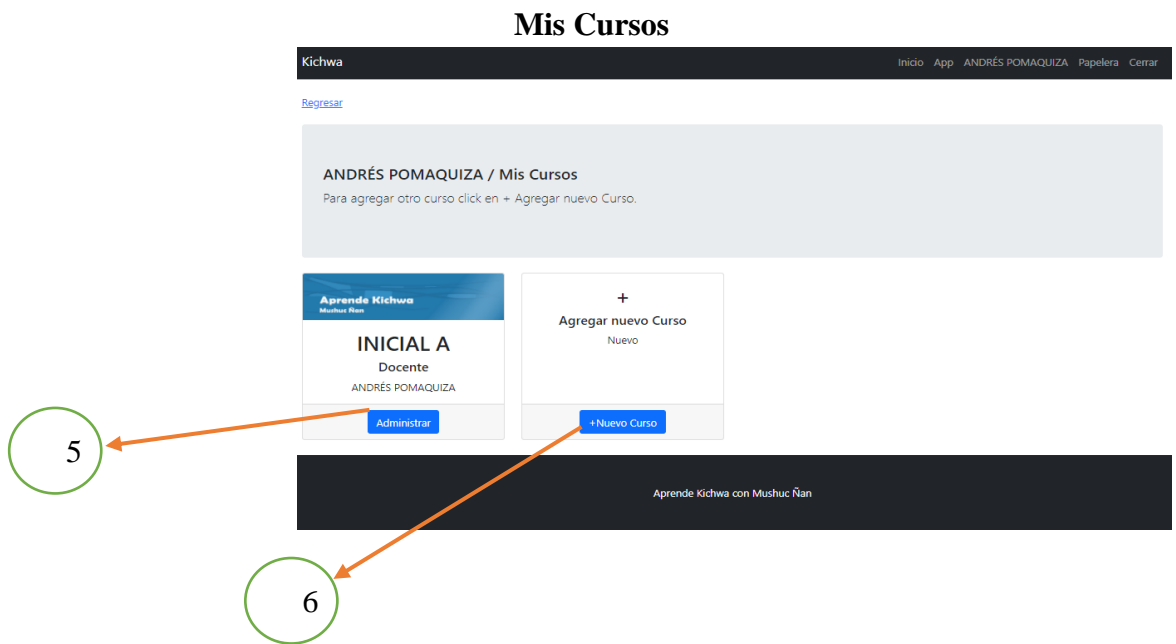 Mis Cursos
Kichwa Inicio App ANDRÉS POMAQUIZA Papelera Cerrar
Regresar
ANDRÉS POMAQUIZA / Mis Cursos
Para agregar otro curso click en + Agregar nuevo Curso.
Aprende Kichwa
Mushuc Ñan
INICIAL A
Docente
ANDRÉS POMAQUIZA
Administrar
+
Agregar nuevo Curso
Nuevo
+Nuevo Curso
5
Aprende Kichwa con Mushuc Ñan
6